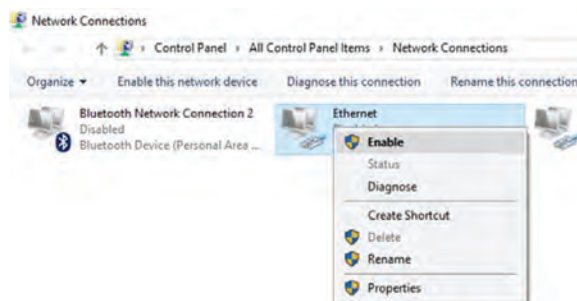 Network Connections
Control Panel › All Control Panel Items › Network Connections
Organize Enable this network device Diagnose this connection Rename this connection
Bluetooth Network Connection 2
Disabled
Bluetooth Device (Personal Area ...
Ethernet
Enable
Status
Diagnose
Create Shortcut
Delete
Rename
Properties